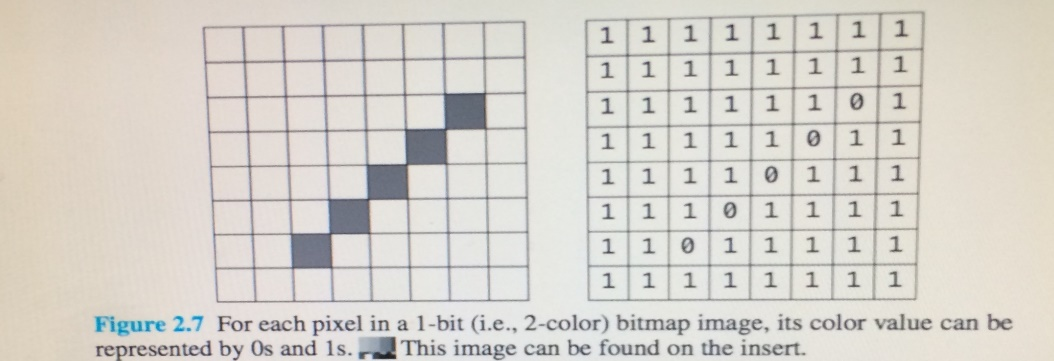 1 1 1 1 1 1 1 1
1 1 1 1 1 1 1 1
1 1 1 1 1 1 0 1
1 1 1 1 1 0 1 1
1 1 1 1 0 1 1 1
1 1 1 0 1 1 1 1
1 1 0 1 1 1 1 1
1 1 1 1 1 1 1 1
Figure 2.7 For each pixel in a 1-bit (i.e., 2-color) bitmap image, its color value can be
represented by 0s and 1s. This image can be found on the insert.